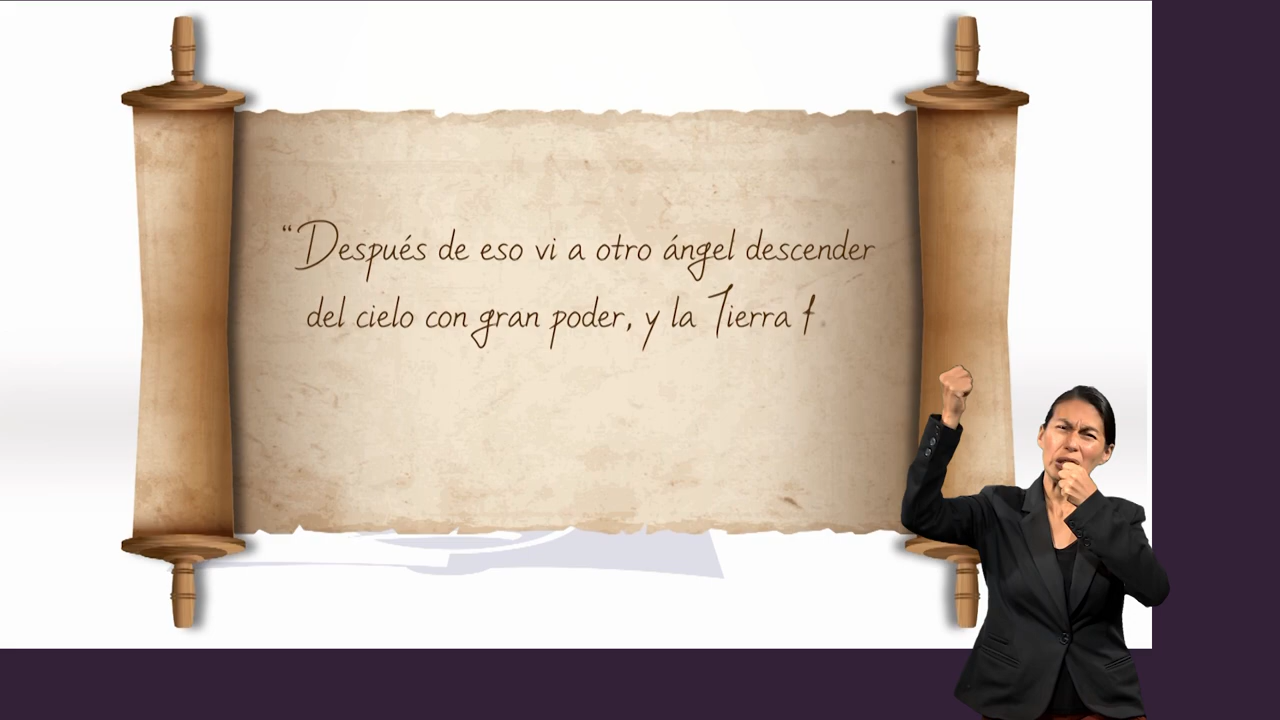 “Después de eso vi a otro ángel descender
del cielo con gran poder, y la Tierra f